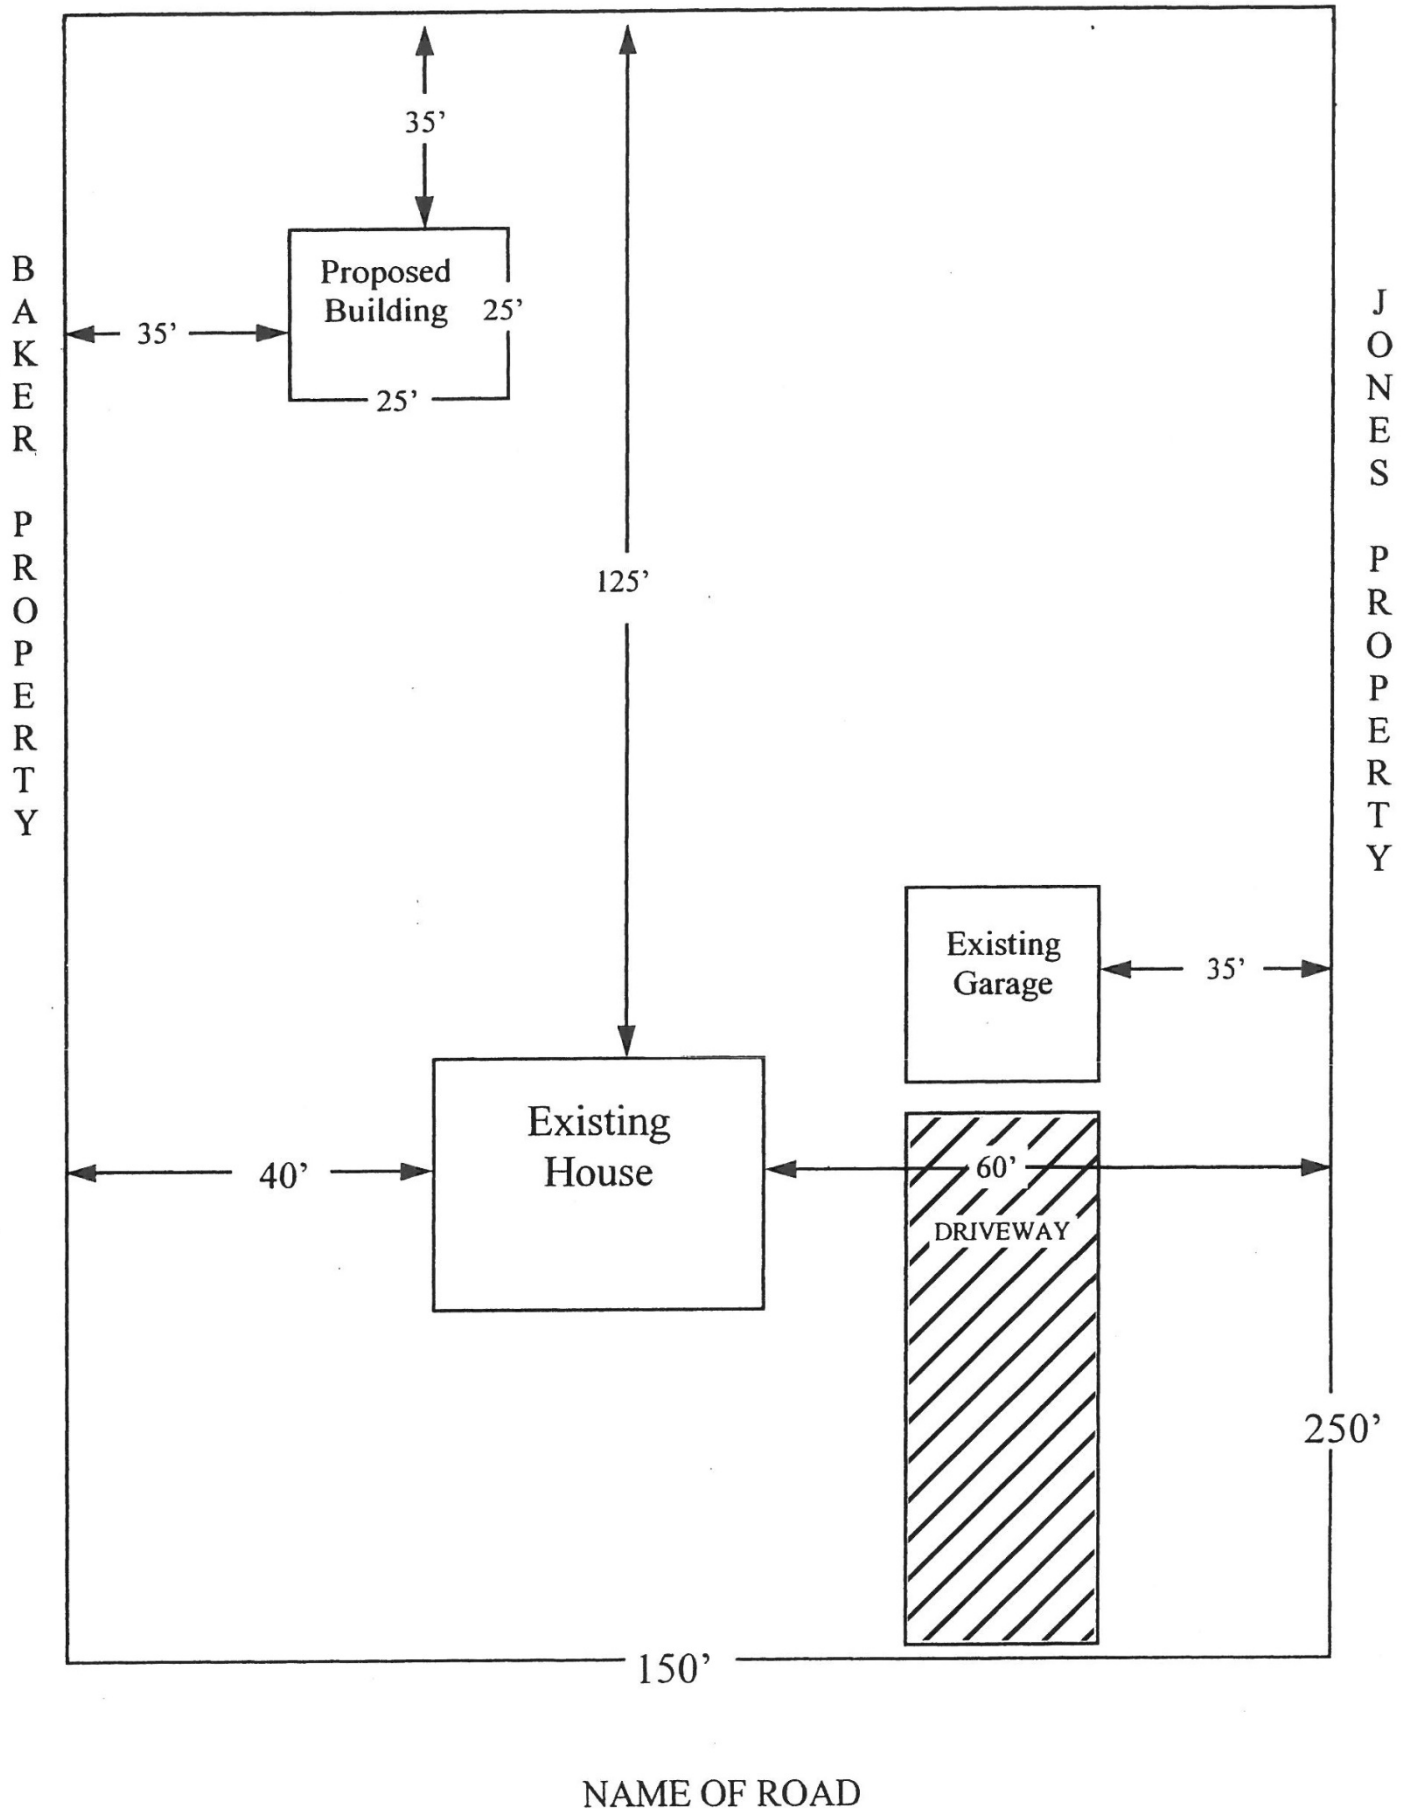 35’
Proposed
Building
25’
35’
25’
BAKER PROPERTY
JONES PROPERTY
125’
Existing
Garage
35’
Existing
House
40’
60’
DRIVEWAY
250’
150’
NAME OF ROAD